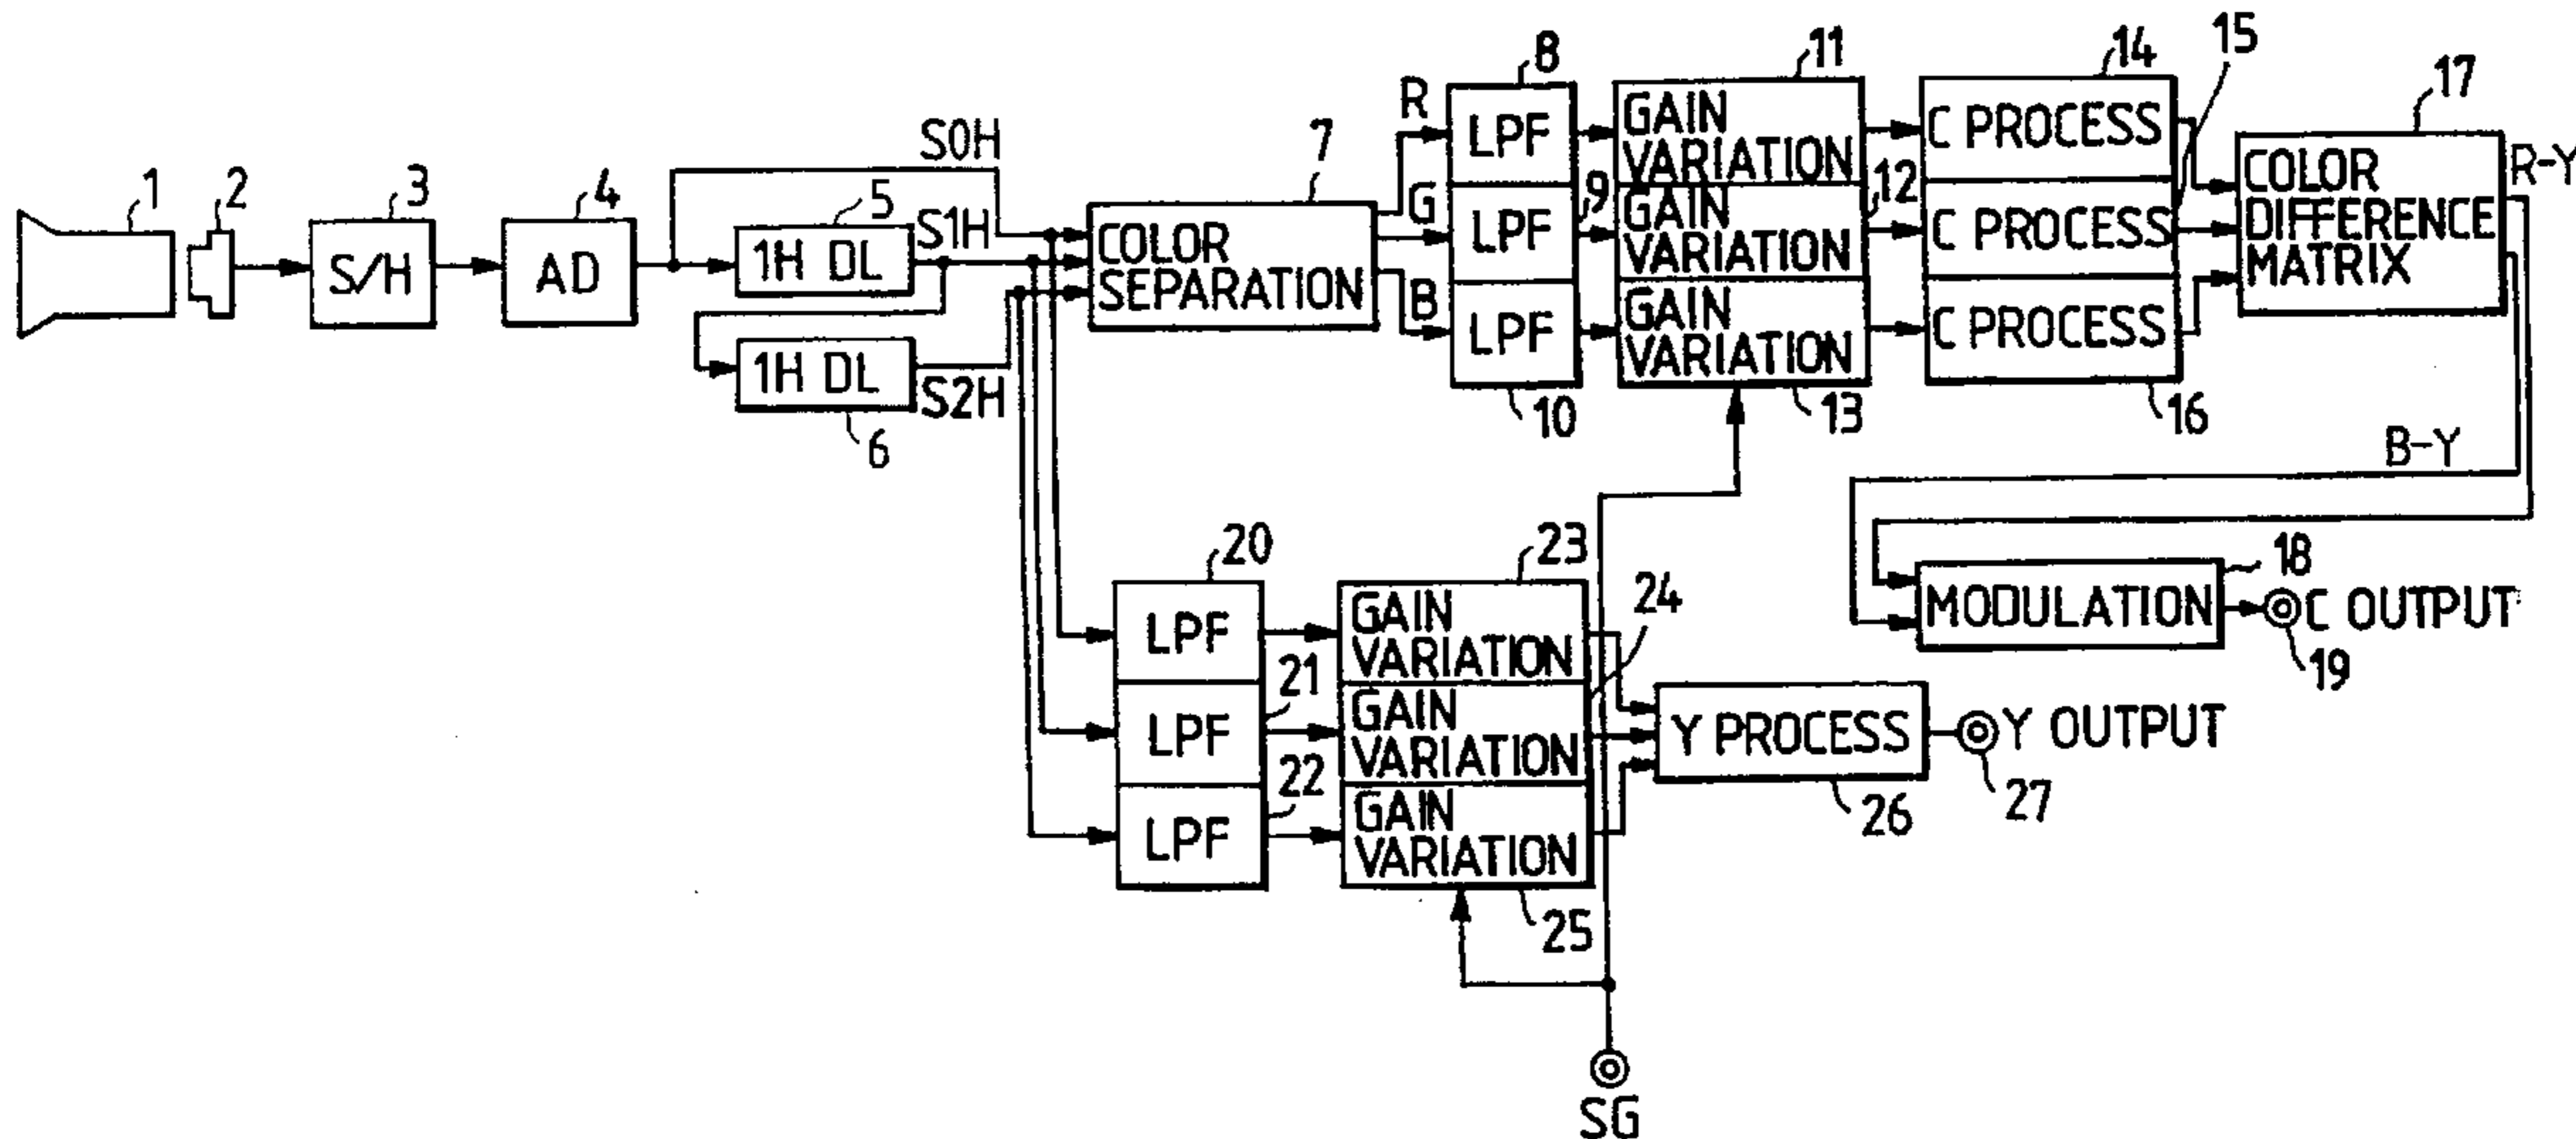 1
2
3
S/H
4
AD
S0H
5
1H DL
S1H
1H DL
S2H
6
7
COLOR
SEPARATION
R
G
B
8
LPF
9
LPF
LPF
10
11
GAIN
VARIATION
12
GAIN
VARIATION
GAIN
VARIATION
13
14
C PROCESS
15
C PROCESS
C PROCESS
16
17
COLOR
DIFFERENCE
MATRIX
R-Y
B-Y
18
MODULATION
C OUTPUT
19
20
LPF
21
LPF
22
LPF
23
GAIN
VARIATION
24
GAIN
VARIATION
GAIN
VARIATION
25
Y PROCESS
26
Y OUTPUT
27
SG